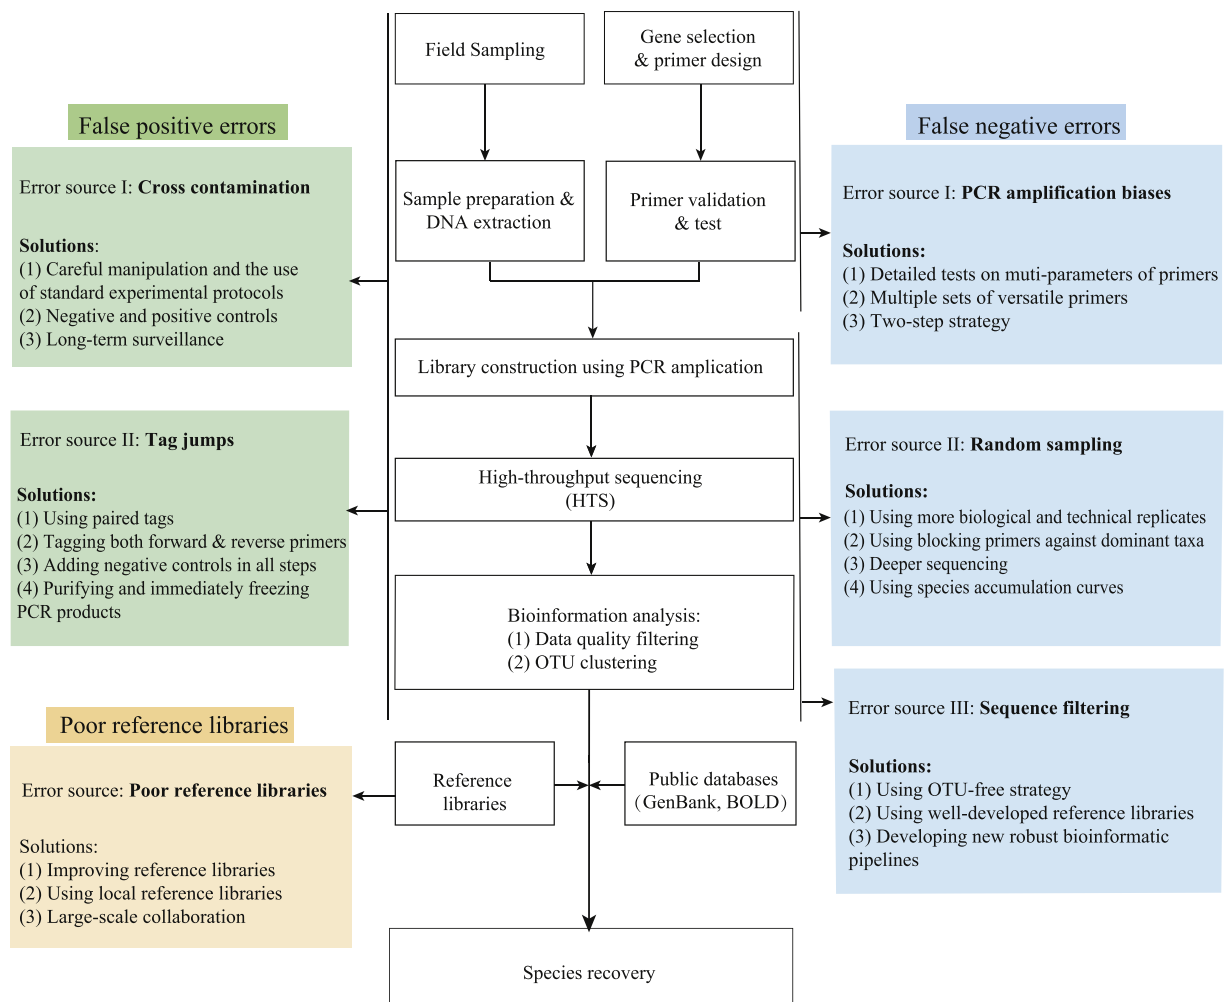 Field Sampling
Gene selection
& primer design
Sample preparation &
DNA extraction
Primer validation
& test
Library construction using PCR amplication
High-throughput sequencing
(HTS)
Bioinformation analysis:
(1) Data quality filtering
(2) OTU clustering
Reference
libraries
Public databases
(GenBank, BOLD)
Species recovery
False positive errors
Error source I: Cross contamination
Solutions:
(1) Careful manipulation and the use
of standard experimental protocols
(2) Negative and positive controls
(3) Long-term surveillance
Error source II: Tag jumps
Solutions:
(1) Using paired tags
(2) Tagging both forward & reverse primers
(3) Adding negative controls in all steps
(4) Purifying and immediately freezing
PCR products
Poor reference libraries
Error source: Poor reference libraries
Solutions:
(1) Improving reference libraries
(2) Using local reference libraries
(3) Large-scale collaboration
False negative errors
Error source I: PCR amplification biases
Solutions:
(1) Detailed tests on muti-parameters of primers
(2) Multiple sets of versatile primers
(3) Two-step strategy
Error source II: Random sampling
Solutions:
(1) Using more biological and technical replicates
(2) Using blocking primers against dominant taxa
(3) Deeper sequencing
(4) Using species accumulation curves
Error source III: Sequence filtering
Solutions:
(1) Using OTU-free strategy
(2) Using well-developed reference libraries
(3) Developing new robust bioinformatic
pipelines